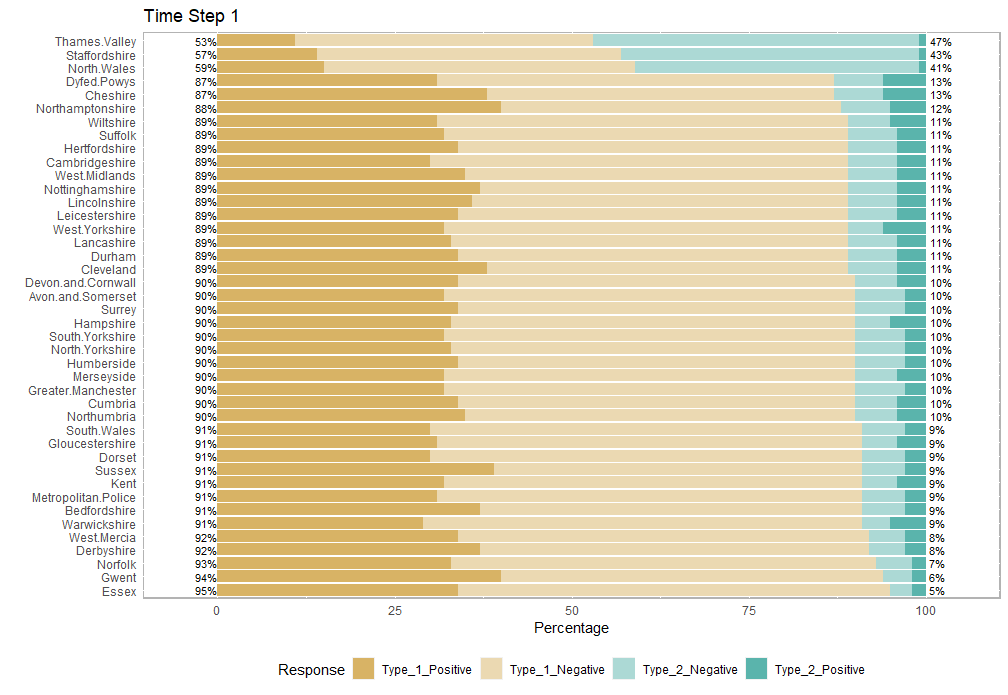 Time Step 1
Thames.Valley 53% 47%
Staffordshire 57% 43%
North.Wales 59% 41%
Dyfed.Powys 87% 13%
Cheshire 87% 13%
Northamptonshire 88% 12%
Wiltshire 89% 11%
Suffolk 89% 11%
Hertfordshire 89% 11%
Cambridgeshire 89% 11%
West.Midlands 89% 11%
Nottinghamshire 89% 11%
Lincolnshire 89% 11%
Leicestershire 89% 11%
West.Yorkshire 89% 11%
Lancashire 89% 11%
Durham 89% 11%
Cleveland 89% 11%
Devon.and.Cornwall 90% 10%
Avon.and.Somerset 90% 10%
Surrey 90% 10%
Hampshire 90% 10%
South.Yorkshire 90% 10%
North.Yorkshire 90% 10%
Humberside 90% 10%
Merseyside 90% 10%
Greater.Manchester 90% 10%
Cumbria 90% 10%
Northumbria 90% 10%
South.Wales 91% 9%
Gloucestershire 91% 9%
Dorset 91% 9%
Sussex 91% 9%
Kent 91% 9%
Metropolitan.Police 91% 9%
Bedfordshire 91% 9%
Warwickshire 91% 9%
West.Mercia 92% 8%
Derbyshire 92% 8%
Norfolk 93% 7%
Gwent 94% 6%
Essex 95% 5%
0 25 50 75 100
Percentage
Response Type_1_Positive Type_1_Negative Type_2_Negative Type_2_Positive